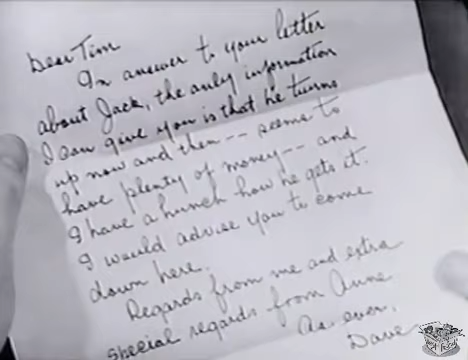 Dear Tim
In answer to your letter
about Jack, the only information
I can give you is that he turns
up now and then -- seems to
have plenty of money -- and
I have a hunch how he gets it.
I would advise you to come
down here.
Regards from me and extra
special regards from Anne.
As ever,
Dave